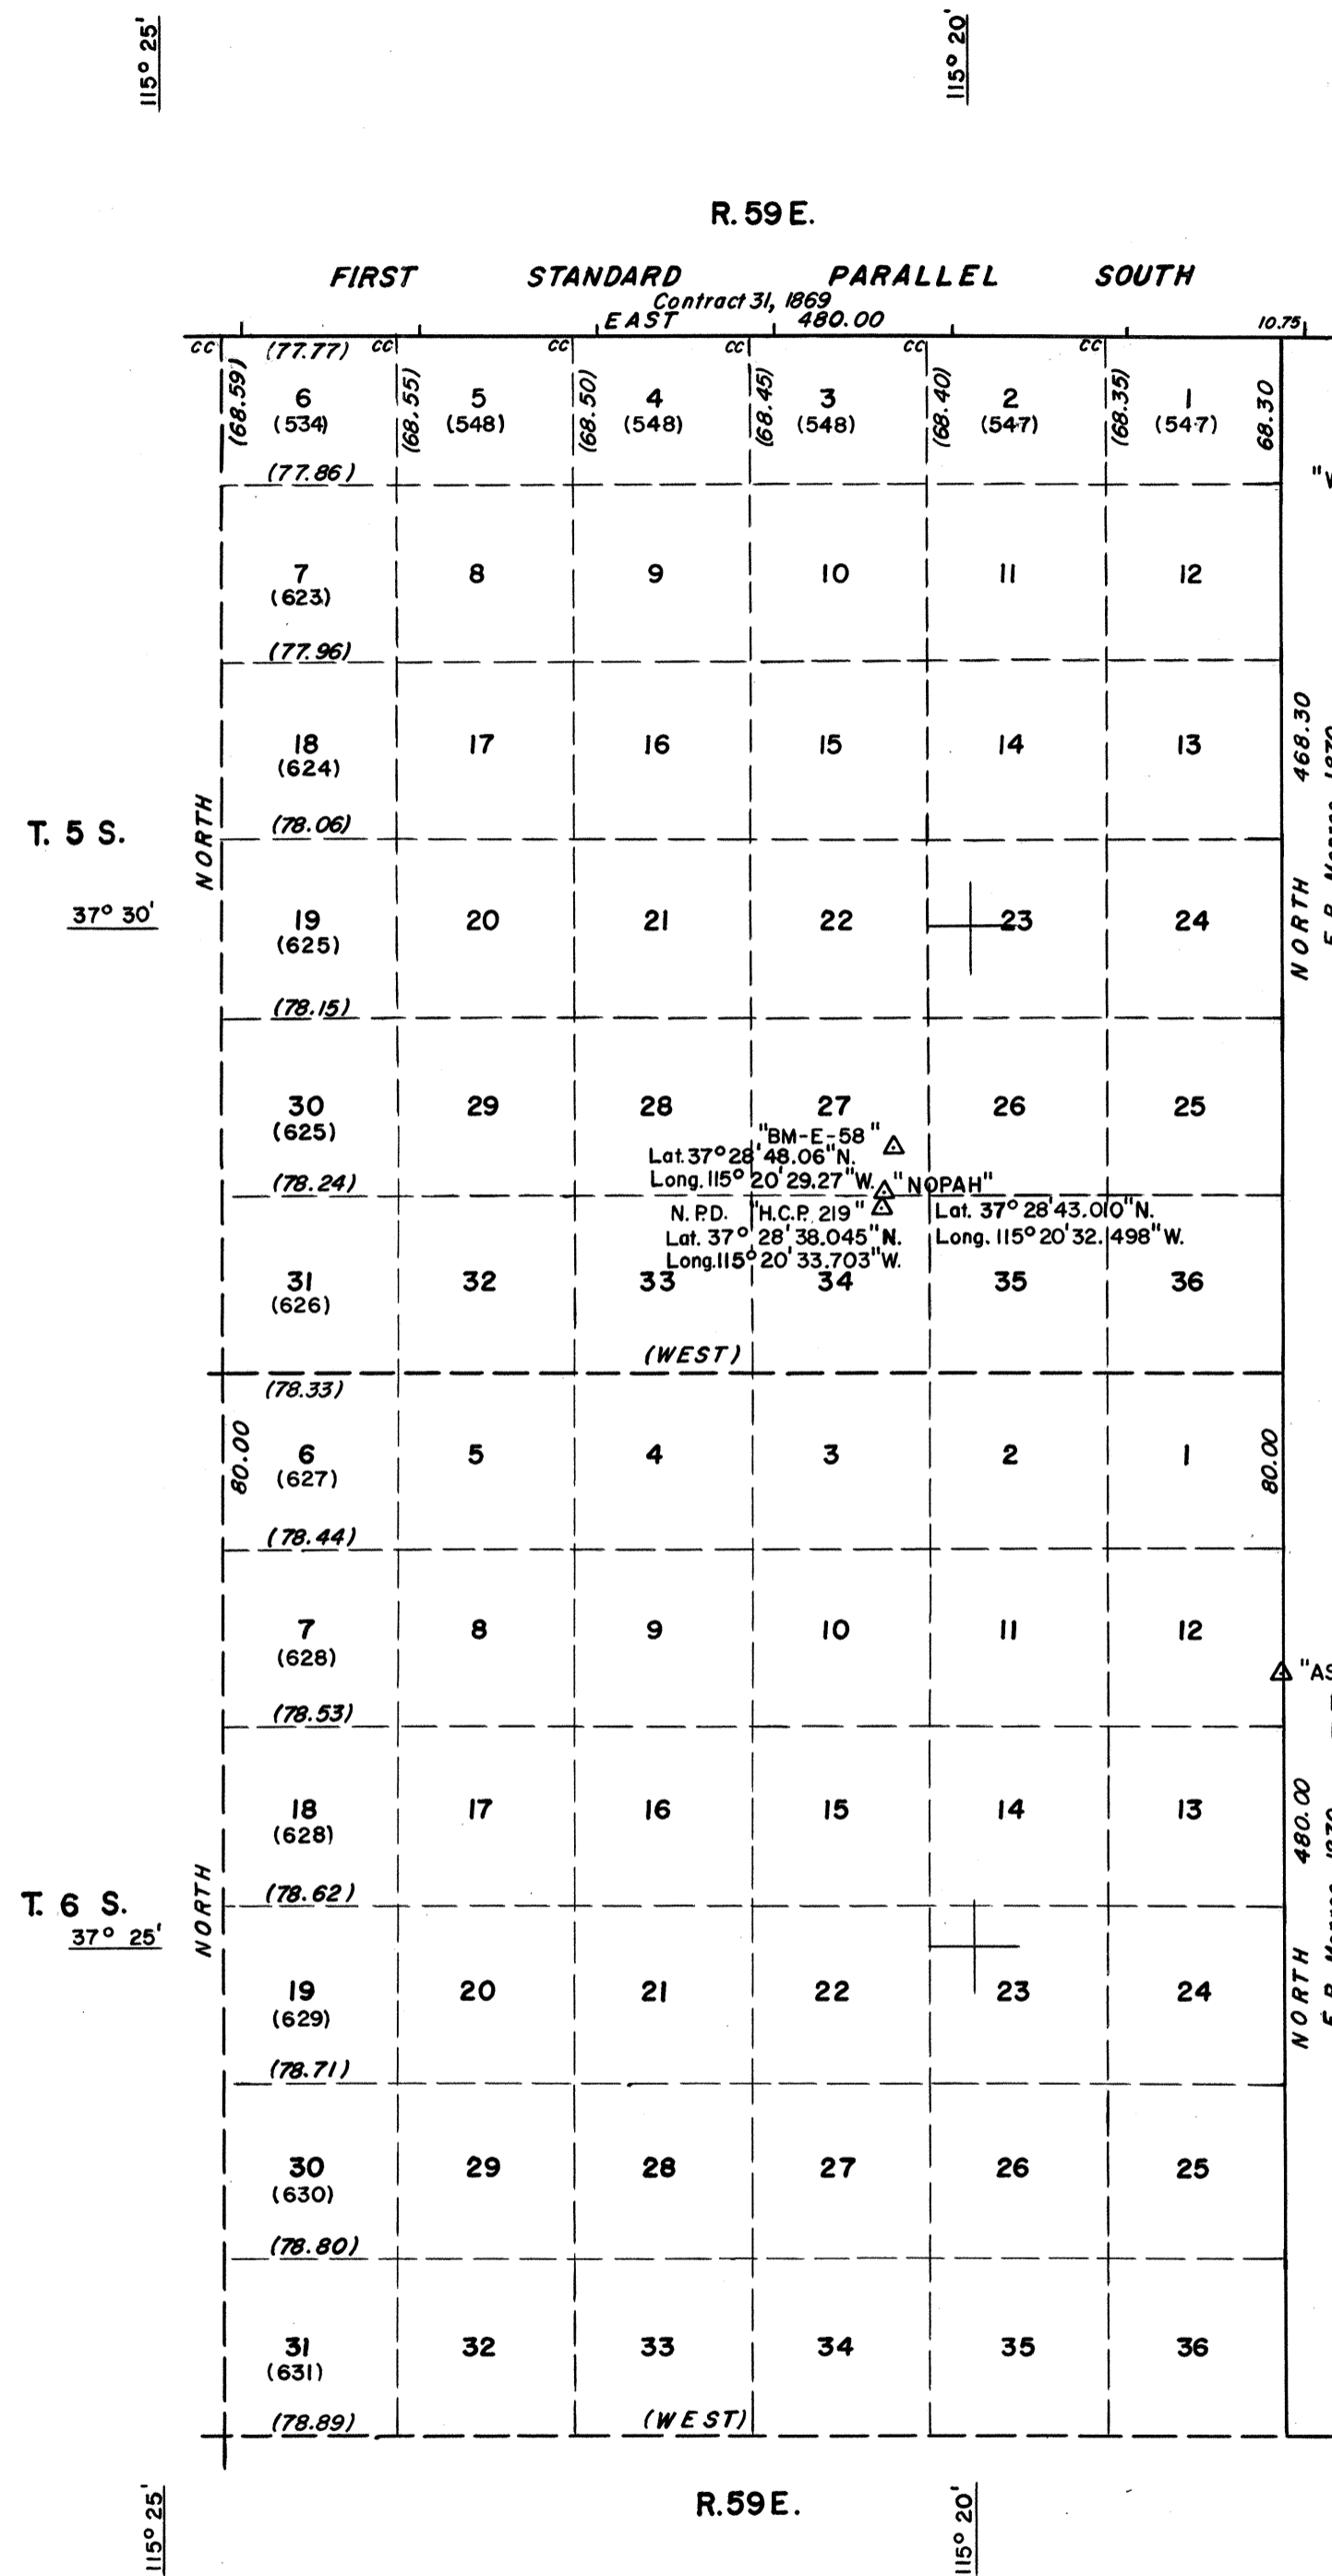 115° 25'
115° 20'
R. 59 E.
FIRST STANDARD PARALLEL SOUTH
Contract 31, 1869
EAST 480.00
10.75
CC (77.77) CC CC CC CC CC
(68.59) (68.55) (68.50) (68.45) (68.40) (68.35) 68.30
6 5 4 3 2 1
(534) (548) (548) (548) (547) (547)
(77.86)
7 8 9 10 11 12
(623)
(77.96)
18 17 16 15 14 13
(624)
(78.06)
T. 5 S.
NORTH
NORTH 468.30
1870
37° 30'
19 20 21 22 23 24
(625)
(78.15)
30 29 28 27 26 25
(625)
"BM-E-58"
Lat. 37° 28' 48.06" N.
Long. 115° 20' 29.27" W.
(78.24)
"NOPAH"
Lat. 37° 28' 43.010" N.
Long. 115° 20' 32.498" W.
N.P.D. "H.C.P. 219"
Lat. 37° 28' 38.045" N.
Long. 115° 20' 33.703" W.
31 32 33 34 35 36
(626)
(WEST)
(78.33)
80.00
80.00
6 5 4 3 2 1
(627)
(78.44)
7 8 9 10 11 12
(628)
"AS
(78.53)
18 17 16 15 14 13
(628)
(78.62)
T. 6 S.
NORTH
NORTH 480.00
1870
37° 25'
19 20 21 22 23 24
(629)
(78.71)
30 29 28 27 26 25
(630)
(78.80)
31 32 33 34 35 36
(631)
(78.89)
(WEST)
R. 59 E.
115° 25'
115° 20'